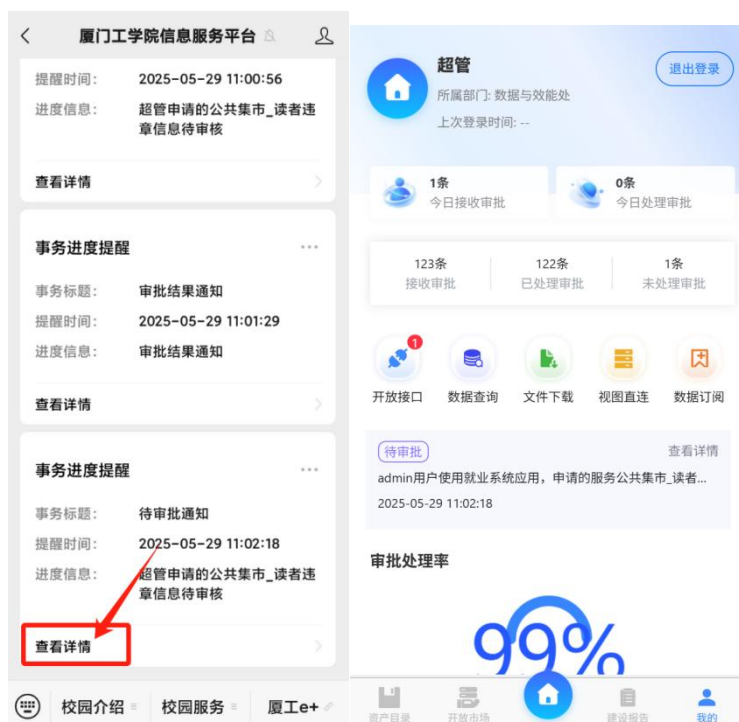 厦门工学院信息服务平台
提醒时间: 2025-05-29 11:00:56
进度信息: 超管申请的公共集市_读者违
章信息待审核
查看详情
事务进度提醒
事务标题: 审批结果通知
提醒时间: 2025-05-29 11:01:29
进度信息: 审批结果通知
查看详情
事务进度提醒
事务标题: 待审批通知
提醒时间: 2025-05-29 11:02:18
进度信息: 超管申请的公共集市_读者违
章信息待审核
查看详情
校园介绍 校园服务 厦工e+
超管
退出登录
所属部门: 数据与效能处
上次登录时间: --
1条 0条
今日接收审批 今日处理审批
123条 122条 1条
接收审批 已处理审批 未处理审批
1
开放接口 数据查询 文件下载 视图直连 数据订阅
待审批 查看详情
admin用户使用就业系统应用，申请的服务公共集市_读者...
2025-05-29 11:02:18
审批处理率
99%
资产目录 开放市场 建设报告 我的